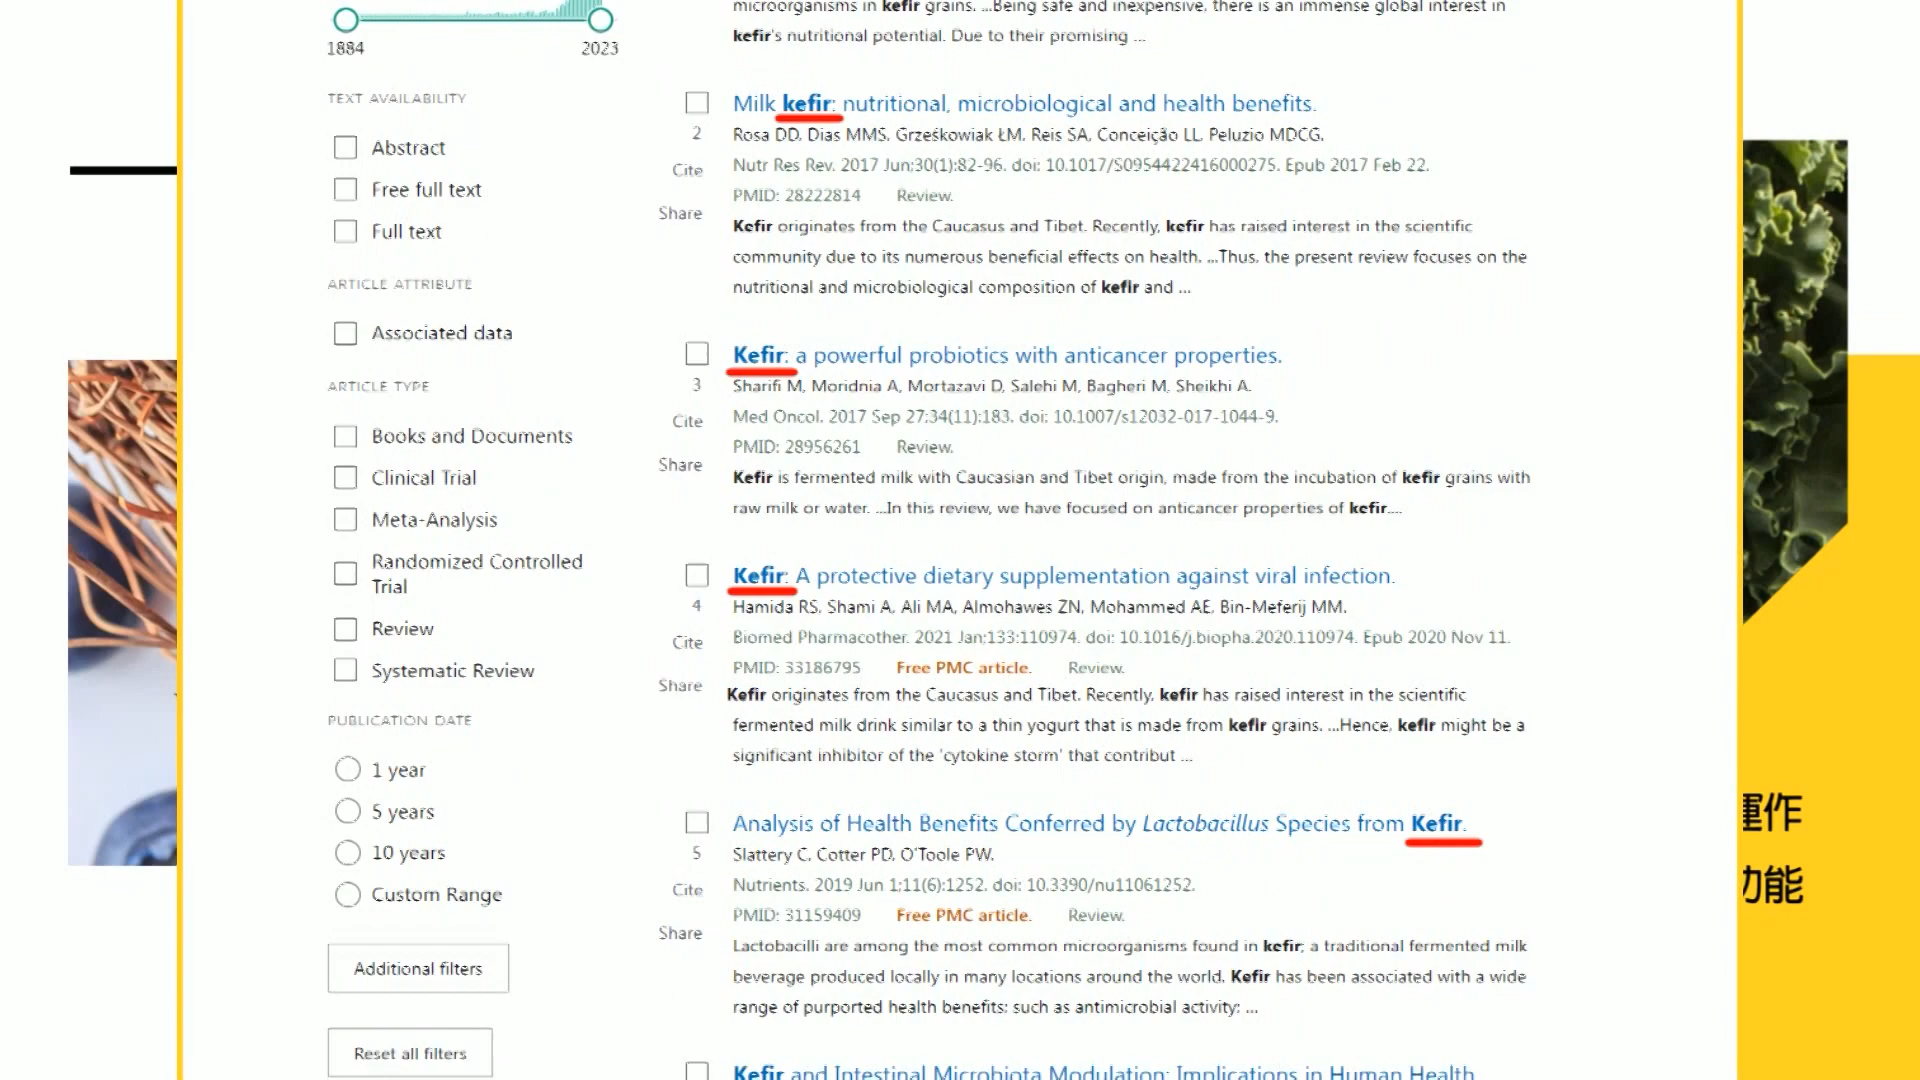 1884 2023
TEXT AVAILABILITY
Abstract
Free full text
Full text
ARTICLE ATTRIBUTE
Associated data
ARTICLE TYPE
Books and Documents
Clinical Trial
Meta-Analysis
Randomized Controlled
Trial
Review
Systematic Review
PUBLICATION DATE
1 year
5 years
10 years
Custom Range
Additional filters
Reset all filters
microorganisms in kefir grains. ...Being safe and inexpensive, there is an immense global interest in
kefir's nutritional potential. Due to their promising ...
Milk kefir: nutritional, microbiological and health benefits.
2
Cite
Share
Rosa DD, Dias MMS, Grześkowiak ŁM, Reis SA, Conceição LL, Peluzio MDCG.
Nutr Res Rev. 2017 Jun;30(1):82-96. doi: 10.1017/S0954422416000275. Epub 2017 Feb 22.
PMID: 28222814 Review.
Kefir originates from the Caucasus and Tibet. Recently, kefir has raised interest in the scientific
community due to its numerous beneficial effects on health. ...Thus, the present review focuses on the
nutritional and microbiological composition of kefir and ...
Kefir: a powerful probiotics with anticancer properties.
3
Cite
Share
Sharifi M, Moridnia A, Mortazavi D, Salehi M, Bagheri M, Sheikhi A.
Med Oncol. 2017 Sep 27;34(11):183. doi: 10.1007/s12032-017-1044-9.
PMID: 28956261 Review.
Kefir is fermented milk with Caucasian and Tibet origin, made from the incubation of kefir grains with
raw milk or water. ...In this review, we have focused on anticancer properties of kefir....
Kefir: A protective dietary supplementation against viral infection.
4
Cite
Share
Hamida RS, Shami A, Ali MA, Almohawes ZN, Mohammed AE, Bin-Meferij MM.
Biomed Pharmacother. 2021 Jan;133:110974. doi: 10.1016/j.biopha.2020.110974. Epub 2020 Nov 11.
PMID: 33186795 Free PMC article. Review.
Kefir originates from the Caucasus and Tibet. Recently, kefir has raised interest in the scientific
fermented milk drink similar to a thin yogurt that is made from kefir grains. ...Hence, kefir might be a
significant inhibitor of the 'cytokine storm' that contribut ...
Analysis of Health Benefits Conferred by Lactobacillus Species from Kefir.
5
Cite
Share
Slattery C, Cotter PD, O'Toole PW.
Nutrients. 2019 Jun 1;11(6):1252. doi: 10.3390/nu11061252.
PMID: 31159409 Free PMC article. Review.
Lactobacilli are among the most common microorganisms found in kefir; a traditional fermented milk
beverage produced locally in many locations around the world. Kefir has been associated with a wide
range of purported health benefits; such as antimicrobial activity; ...
Kefir and Intestinal Microbiota Modulation: Implications in Human Health
運作
功能